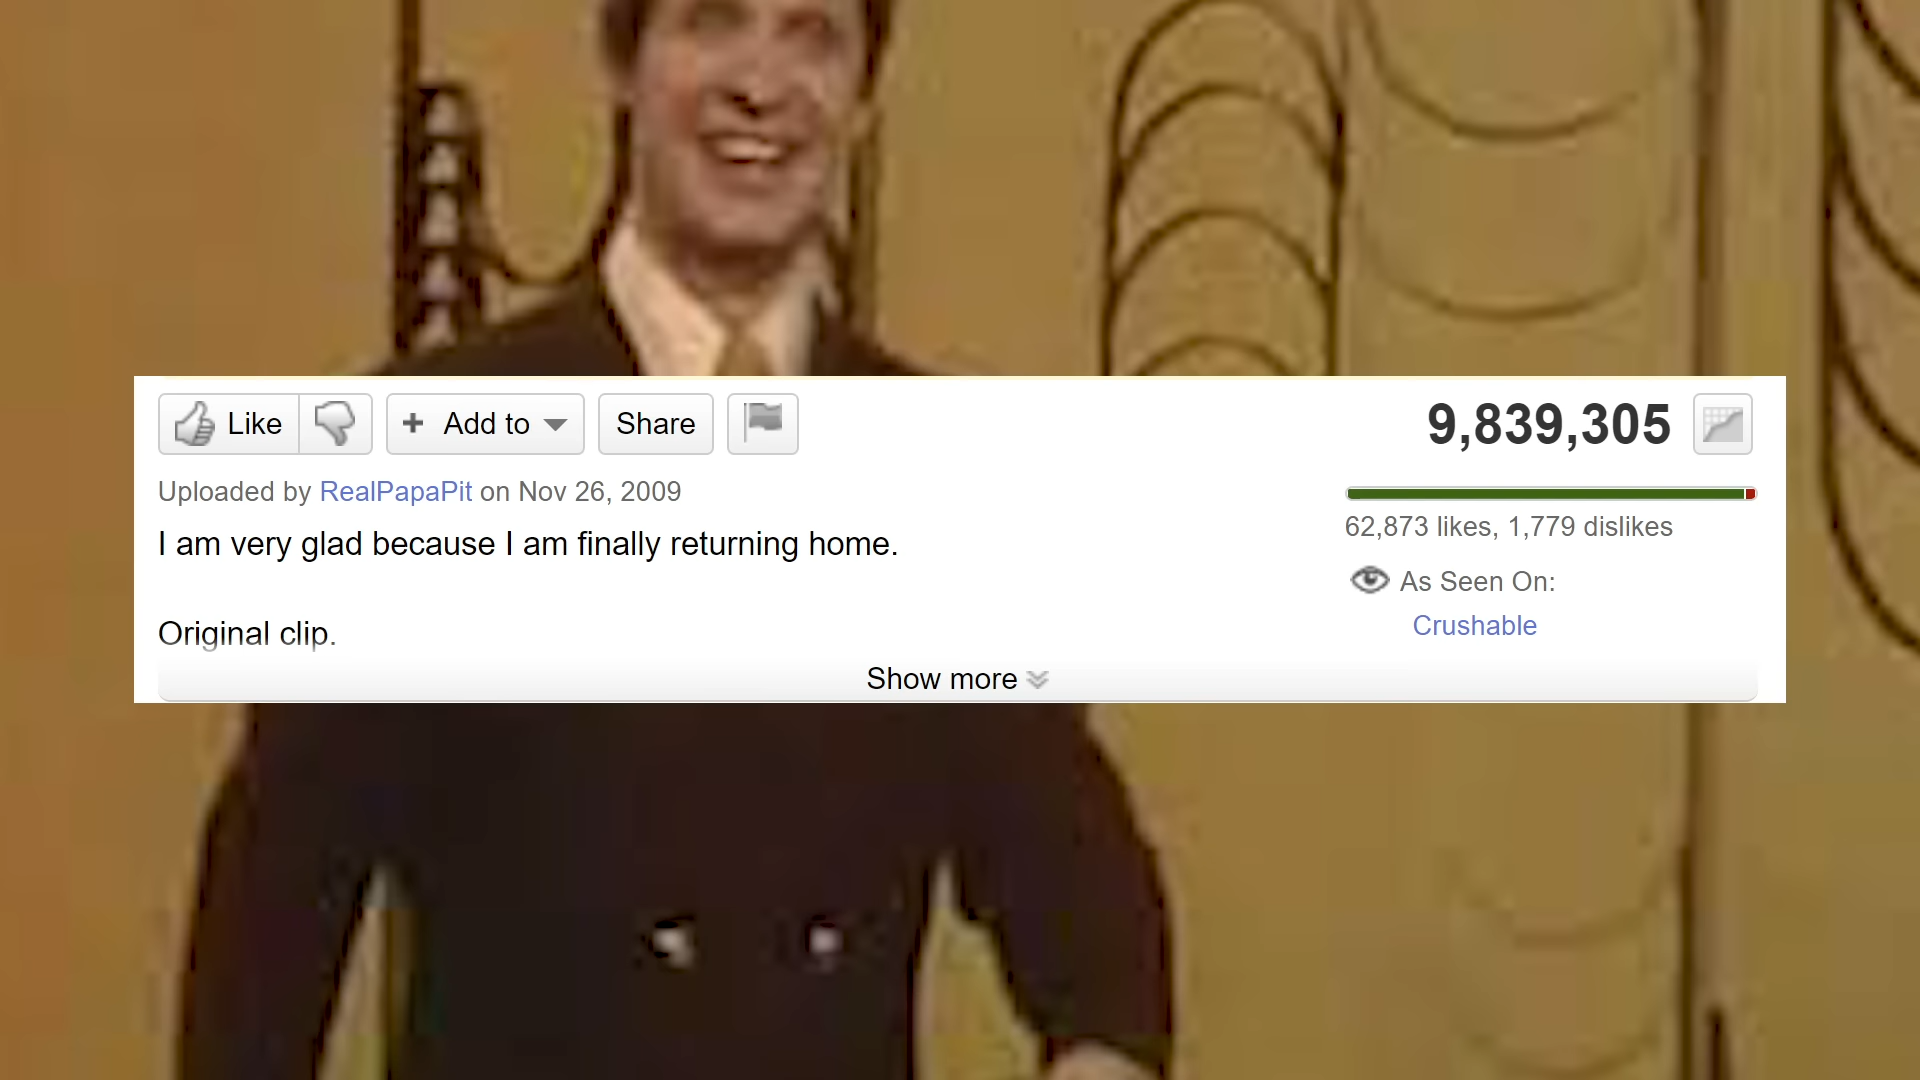 Like Add to Share 9,839,305
Uploaded by RealPapaPit on Nov 26, 2009
62,873 likes, 1,779 dislikes
I am very glad because I am finally returning home.
As Seen On:
Crushable
Original clip.
Show more